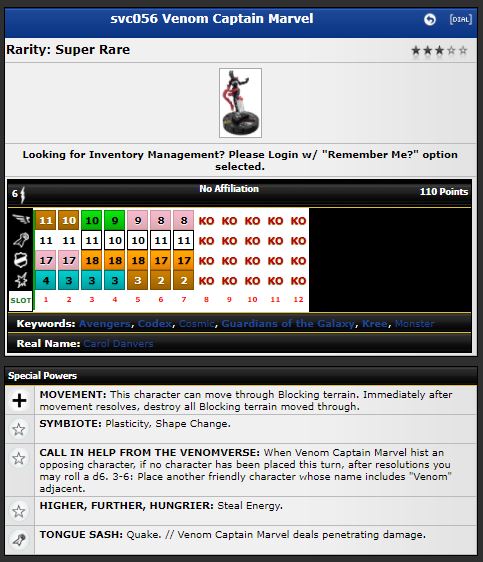 svc056 Venom Captain Marvel
[DIAL]
Rarity: Super Rare
Looking for Inventory Management? Please Login w/ "Remember Me?" option
selected.
6 No Affiliation 110 Points
11 10 10 9 9 8 8 KO KO KO KO KO
11 11 11 10 10 11 11 KO KO KO KO KO
17 17 18 18 18 17 17 KO KO KO KO KO
4 3 3 3 3 2 2 KO KO KO KO KO
SLOT 1 2 3 4 5 6 7 8 9 10 11 12
Keywords: Avengers, Codex, Cosmic, Guardians of the Galaxy, Kree, Monster
Real Name: Carol Danvers
Special Powers
MOVEMENT: This character can move through Blocking terrain. Immediately after
movement resolves, destroy all Blocking terrain moved through.
SYMBIOTE: Plasticity, Shape Change.
CALL IN HELP FROM THE VENOMVERSE: When Venom Captain Marvel hist an
opposing character, if no character has been placed this turn, after resolutions you
may roll a d6. 3-6: Place another friendly character whose name includes "Venom"
adjacent.
HIGHER, FURTHER, HUNGRIER: Steal Energy.
TONGUE SASH: Quake. // Venom Captain Marvel deals penetrating damage.